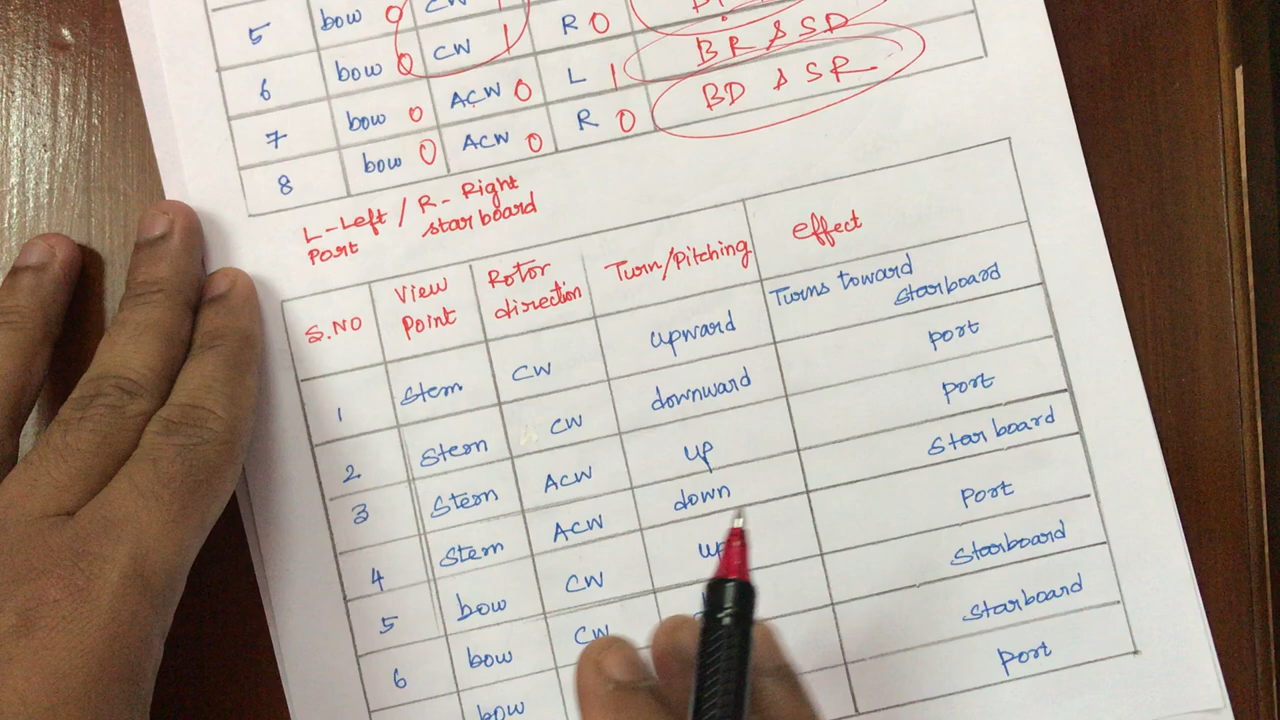 5 bow 0 CW 1 R 0
6 bow 0 CW 1 L 1 BR & SD
7 bow 0 ACW 0 R 0 BD & SR
8 bow 0 ACW 0
L-Left / R-Right
Port starboard
S.NO View Point Rotor direction Turn/Pitching effect
1 Stern CW upward Turns toward starboard
2 Stern CW downward port
3 Stern ACW up port
4 Stern ACW down starboard
5 bow CW up port
6 bow CW starboard
bow starboard
port